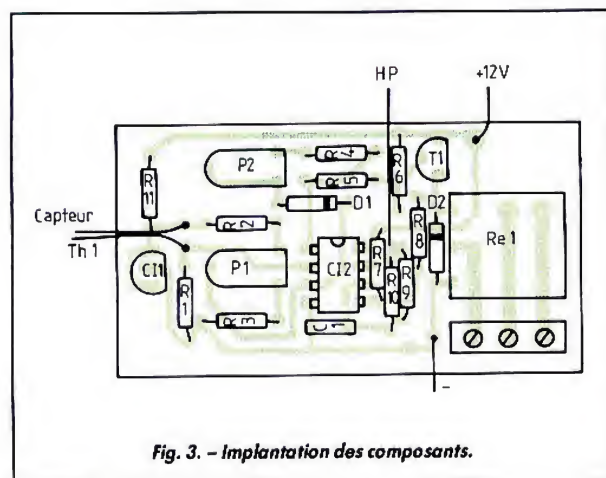 HP
+12V
P2
R4
R5
R6
T1
R11
D1
D2
Capteur
Th 1
R2
R8
Re 1
CI1
P1
CI2
R7
R10
R9
R1
R3
C1
-
Fig. 3. – Implantation des composants.